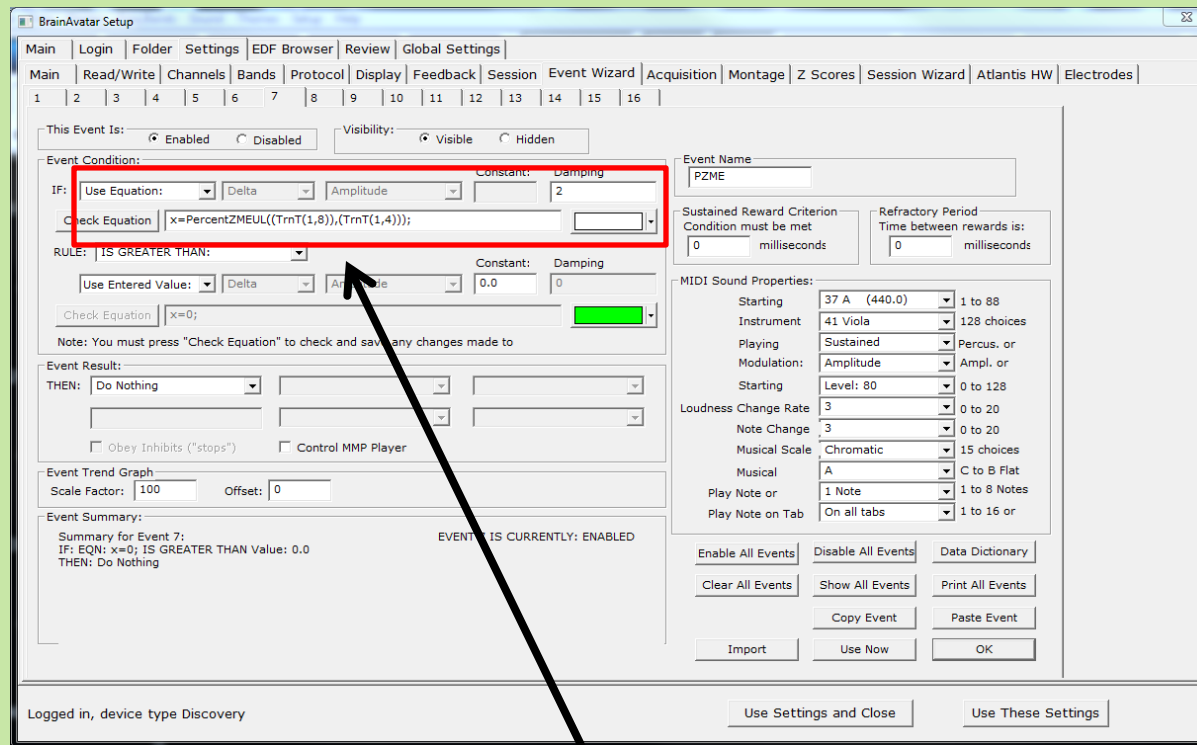 BrainAvatar Setup
Main Login Folder Settings EDF Browser Review Global Settings
Main Read/Write Channels Bands Protocol Display Feedback Session Event Wizard Acquisition Montage Z Scores Session Wizard Atlantis HW Electrodes
1 2 3 4 5 6 7 8 9 10 11 12 13 14 15 16
This Event Is: Enabled Disabled Visibility: Visible Hidden
Event Condition:
Constant: Damping
IF: Use Equation: Delta Amplitude 2
Check Equation x=PercentZMEUL((TrnT(1,8)),(TrnT(1,4)));
RULE: IS GREATER THAN:
Constant: Damping
Use Entered Value: Delta Amplitude 0.0 0
Check Equation x=0;
Note: You must press "Check Equation" to check and save any changes made to
Event Result:
THEN: Do Nothing
Obey Inhibits ("stops") Control MMP Player
Event Trend Graph
Scale Factor: 100 Offset: 0
Event Summary:
Summary for Event 7: EVENT 7 IS CURRENTLY: ENABLED
IF: EQN: x=0; IS GREATER THAN Value: 0.0
THEN: Do Nothing
Event Name
PZME
Sustained Reward Criterion
Condition must be met
0 milliseconds
Refractory Period
Time between rewards is:
0 milliseconds
MIDI Sound Properties:
Starting 37 A (440.0) 1 to 88
Instrument 41 Viola 128 choices
Playing Sustained Percus. or
Modulation: Amplitude Ampl. or
Starting Level: 80 0 to 128
Loudness Change Rate 3 0 to 20
Note Change 3 0 to 20
Musical Scale Chromatic 15 choices
Musical A C to B Flat
Play Note or 1 Note 1 to 8 Notes
Play Note on Tab On all tabs 1 to 16 or
Enable All Events Disable All Events Data Dictionary
Clear All Events Show All Events Print All Events
Copy Event Paste Event
Import Use Now OK
Logged in, device type Discovery Use Settings and Close Use These Settings